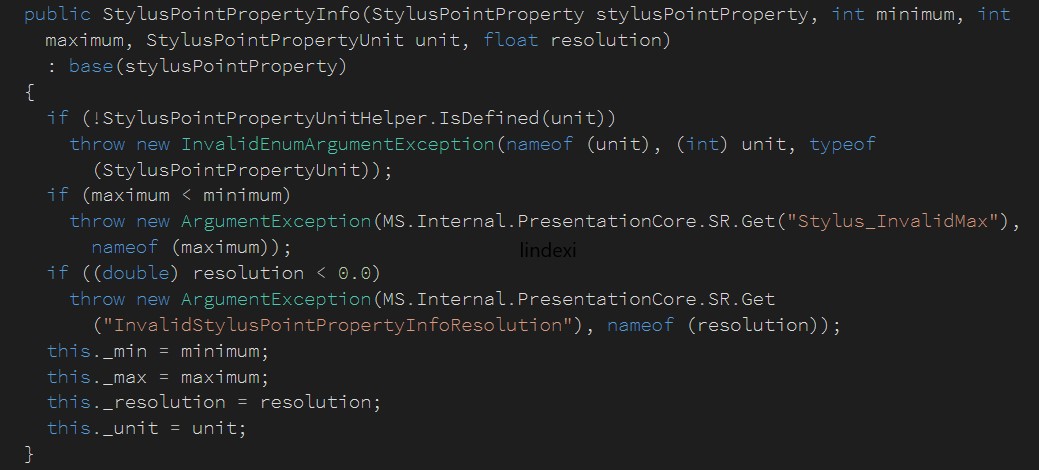 public StylusPointPropertyInfo(StylusPointProperty stylusPointProperty, int minimum, int
maximum, StylusPointPropertyUnit unit, float resolution)
: base(stylusPointProperty)
{
if (!StylusPointPropertyUnitHelper.IsDefined(unit))
throw new InvalidEnumArgumentException(nameof (unit), (int) unit, typeof
(StylusPointPropertyUnit));
if (maximum < minimum)
throw new ArgumentException(MS.Internal.PresentationCore.SR.Get("Stylus_InvalidMax"),
nameof (maximum));
lindexi
if ((double) resolution < 0.0)
throw new ArgumentException(MS.Internal.PresentationCore.SR.Get
("InvalidStylusPointPropertyInfoResolution"), nameof (resolution));
this._min = minimum;
this._max = maximum;
this._resolution = resolution;
this._unit = unit;
}